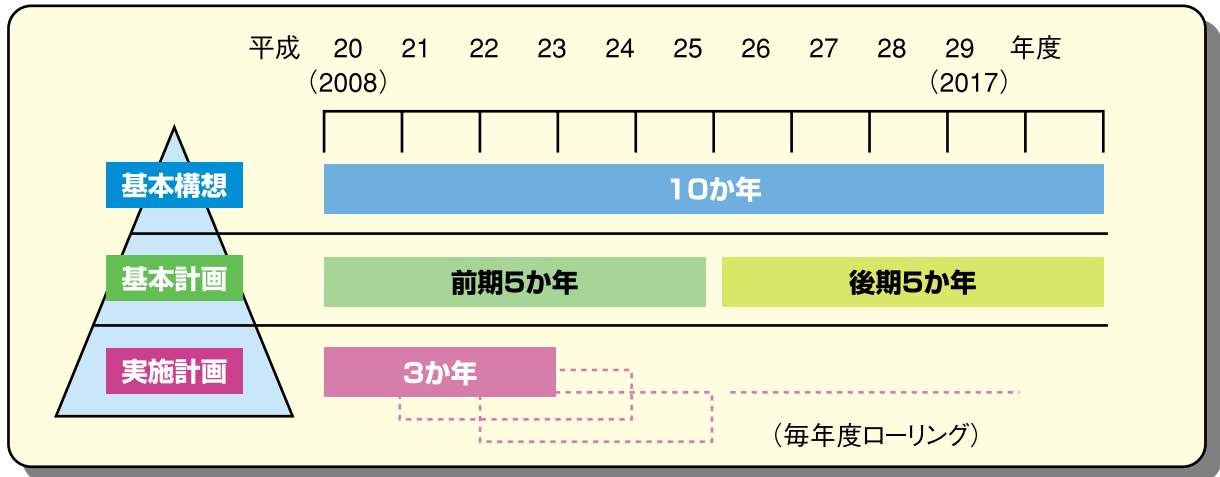 平成 20 21 22 23 24 25 26 27 28 29 年度
（2008） （2017）
基本構想 10か年
基本計画 前期5か年 後期5か年
実施計画 3か年
（毎年度ローリング）